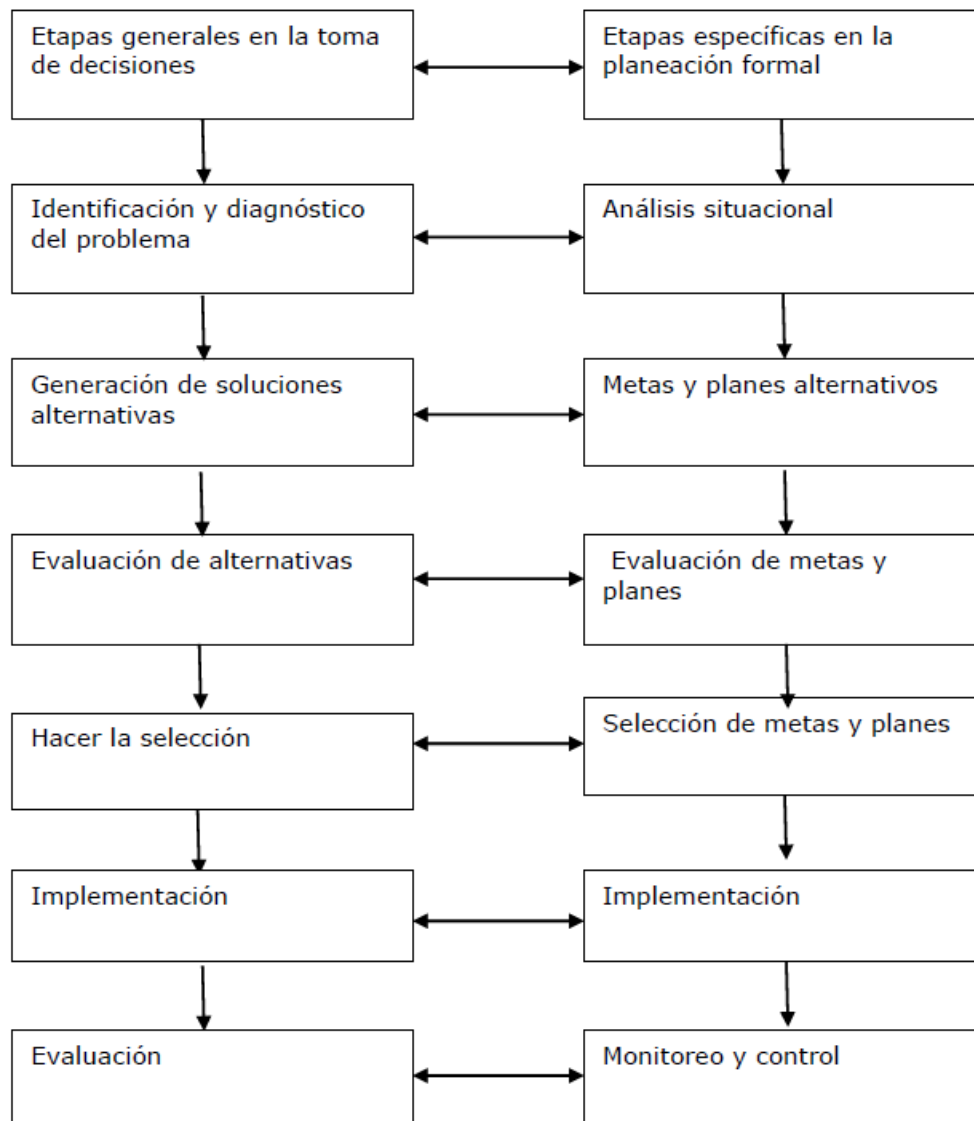 Etapas generales en la toma
de decisiones
Etapas específicas en la
planeación formal
Identificación y diagnóstico
del problema
Análisis situacional
Generación de soluciones
alternativas
Metas y planes alternativos
Evaluación de alternativas
Evaluación de metas y
planes
Hacer la selección
Selección de metas y planes
Implementación
Implementación
Evaluación
Monitoreo y control